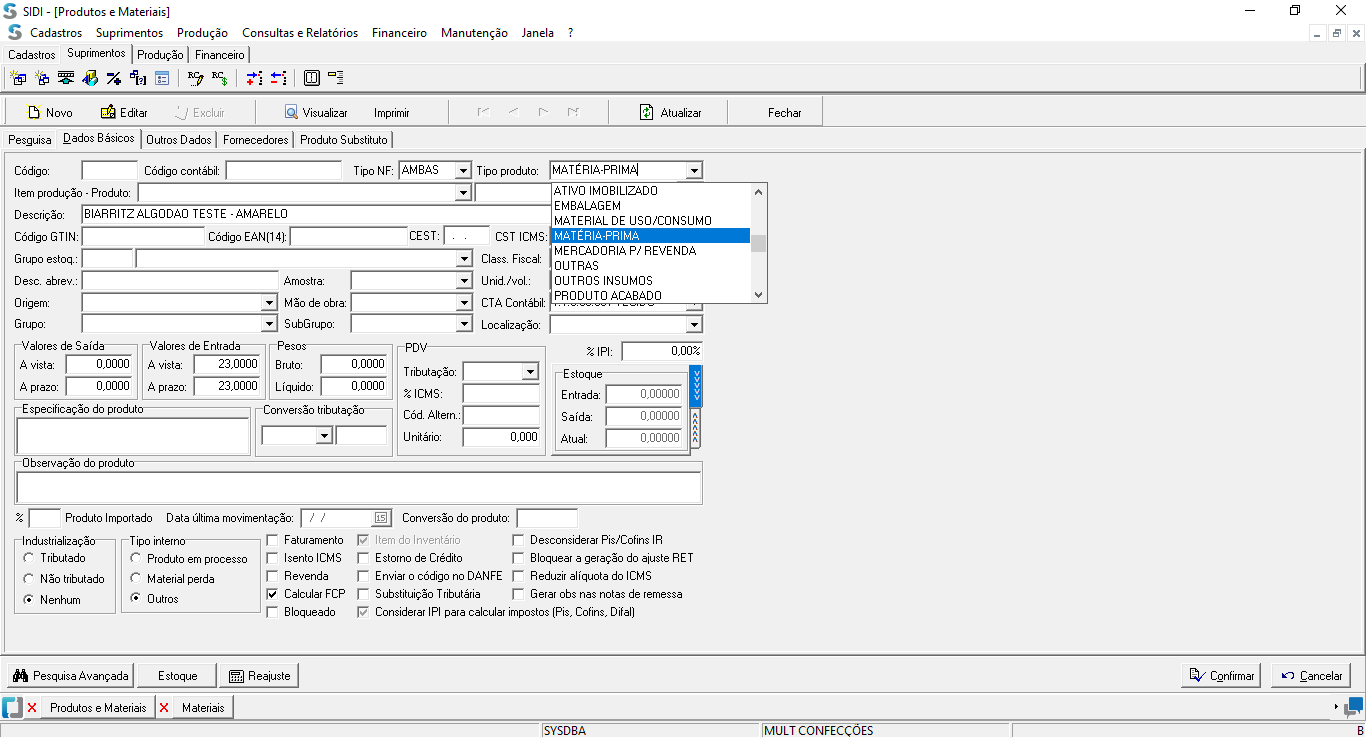 SIDI - [Produtos e Materiais]
Cadastros Suprimentos Produção Consultas e Relatórios Financeiro Manutenção Janela ?
Cadastros Suprimentos Produção Financeiro
Novo Editar Excluir Visualizar Imprimir Atualizar Fechar
Pesquisa Dados Básicos Outros Dados Fornecedores Produto Substituto
Código: Código contábil: Tipo NF: AMBAS Tipo produto: MATÉRIA-PRIMA
Item produção - Produto:
ATIVO IMOBILIZADO
EMBALAGEM
MATERIAL DE USO/CONSUMO
MATÉRIA-PRIMA
MERCADORIA P/ REVENDA
OUTRAS
OUTROS INSUMOS
PRODUTO ACABADO
Descrição: BIARRITZ ALGODAO TESTE - AMARELO
Código GTIN: Código EAN(14): CEST: . . CST ICMS:
Grupo estoq.: Class. Fiscal:
Desc. abrev.: Amostra: Unid./vol.:
Origem: Mão de obra: CTA Contábil:
Grupo: SubGrupo: Localização:
Valores de Saída Valores de Entrada Pesos PDV % IPI: 0,00%
A vista: 0,0000 A vista: 23,0000 Bruto: 0,0000 Tributação: Estoque
A prazo: 0,0000 A prazo: 23,0000 Líquido: 0,0000 % ICMS: Entrada: 0,00000
Especificação do produto Conversão tributação Cód. Altern.: Saída: 0,00000
Unitário: 0,000 Atual: 0,00000
Observação do produto
% Produto Importado Data última movimentação: / / 15 Conversão do produto:
Industrialização Tipo interno Faturamento Item do Inventário Desconsiderar Pis/Cofins IR
Tributado Produto em processo Isento ICMS Estorno de Crédito Bloquear a geração do ajuste RET
Não tributado Material perda Revenda Enviar o código no DANFE Reduzir alíquota do ICMS
Nenhum Outros Calcular FCP Substituição Tributária Gerar obs nas notas de remessa
Bloqueado Considerar IPI para calcular impostos (Pis, Cofins, Difal)
Pesquisa Avançada Estoque Reajuste Confirmar Cancelar
Produtos e Materiais Materiais
SYSDBA MULT CONFECÇÕES B